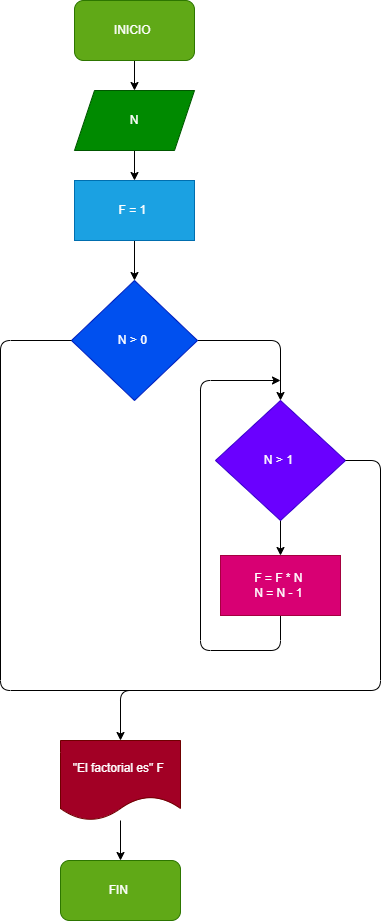 INICIO
N
F = 1
N > 0
N > 1
F = F * N
N = N - 1
"El factorial es" F
FIN